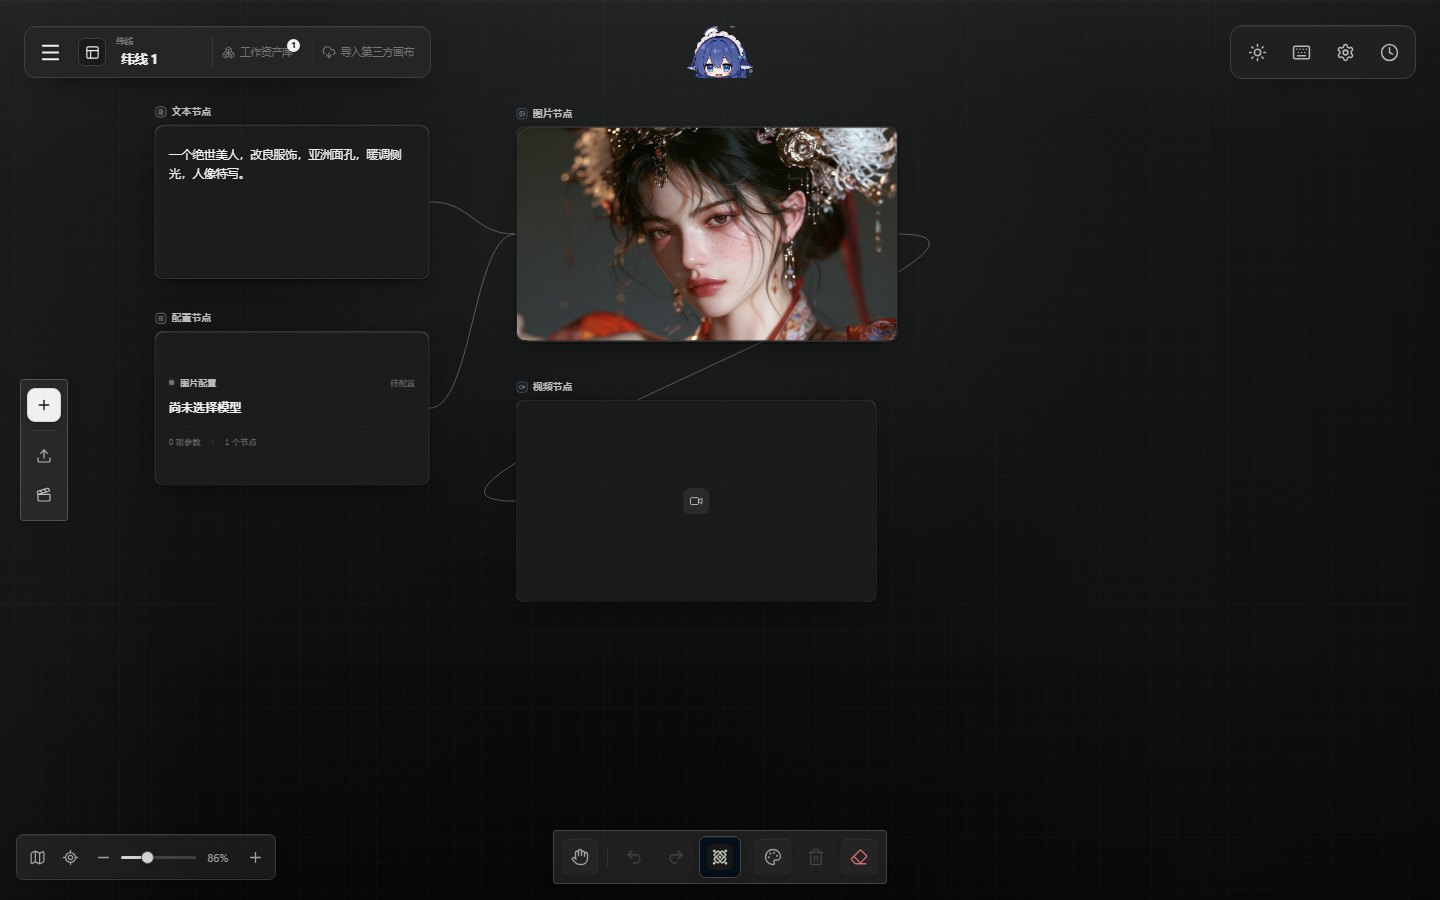 纬线
纬线 1
工作资产库
1
导入第三方画布
文本节点
一个绝世美人，改良服饰，亚洲面孔，暖调侧
光，人像特写。
图片节点
配置节点
图片配置
待配置
尚未选择模型
0 项参数 / 1 个节点
视频节点
86%